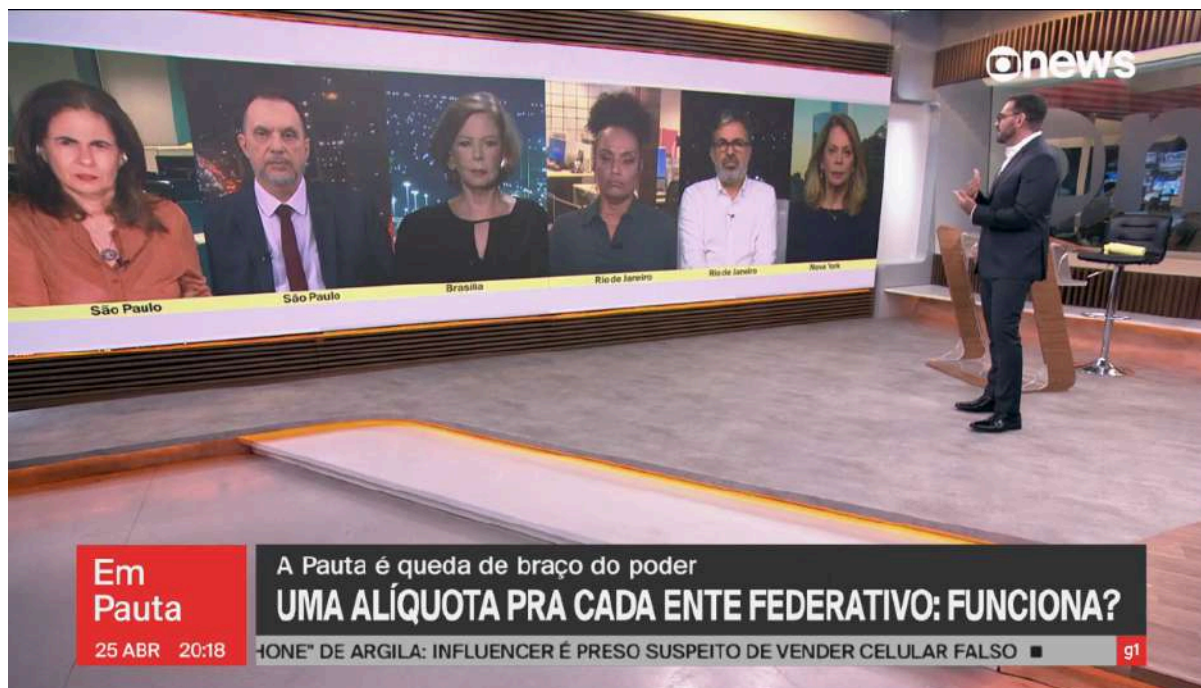 news
São Paulo
São Paulo
Brasília
Rio de Janeiro
Rio de Janeiro
Nova York
Em
Pauta
25 ABR 20:18
A Pauta é queda de braço do poder
UMA ALÍQUOTA PRA CADA ENTE FEDERATIVO: FUNCIONA?
HONE" DE ARGILA: INFLUENCER É PRESO SUSPEITO DE VENDER CELULAR FALSO
g1